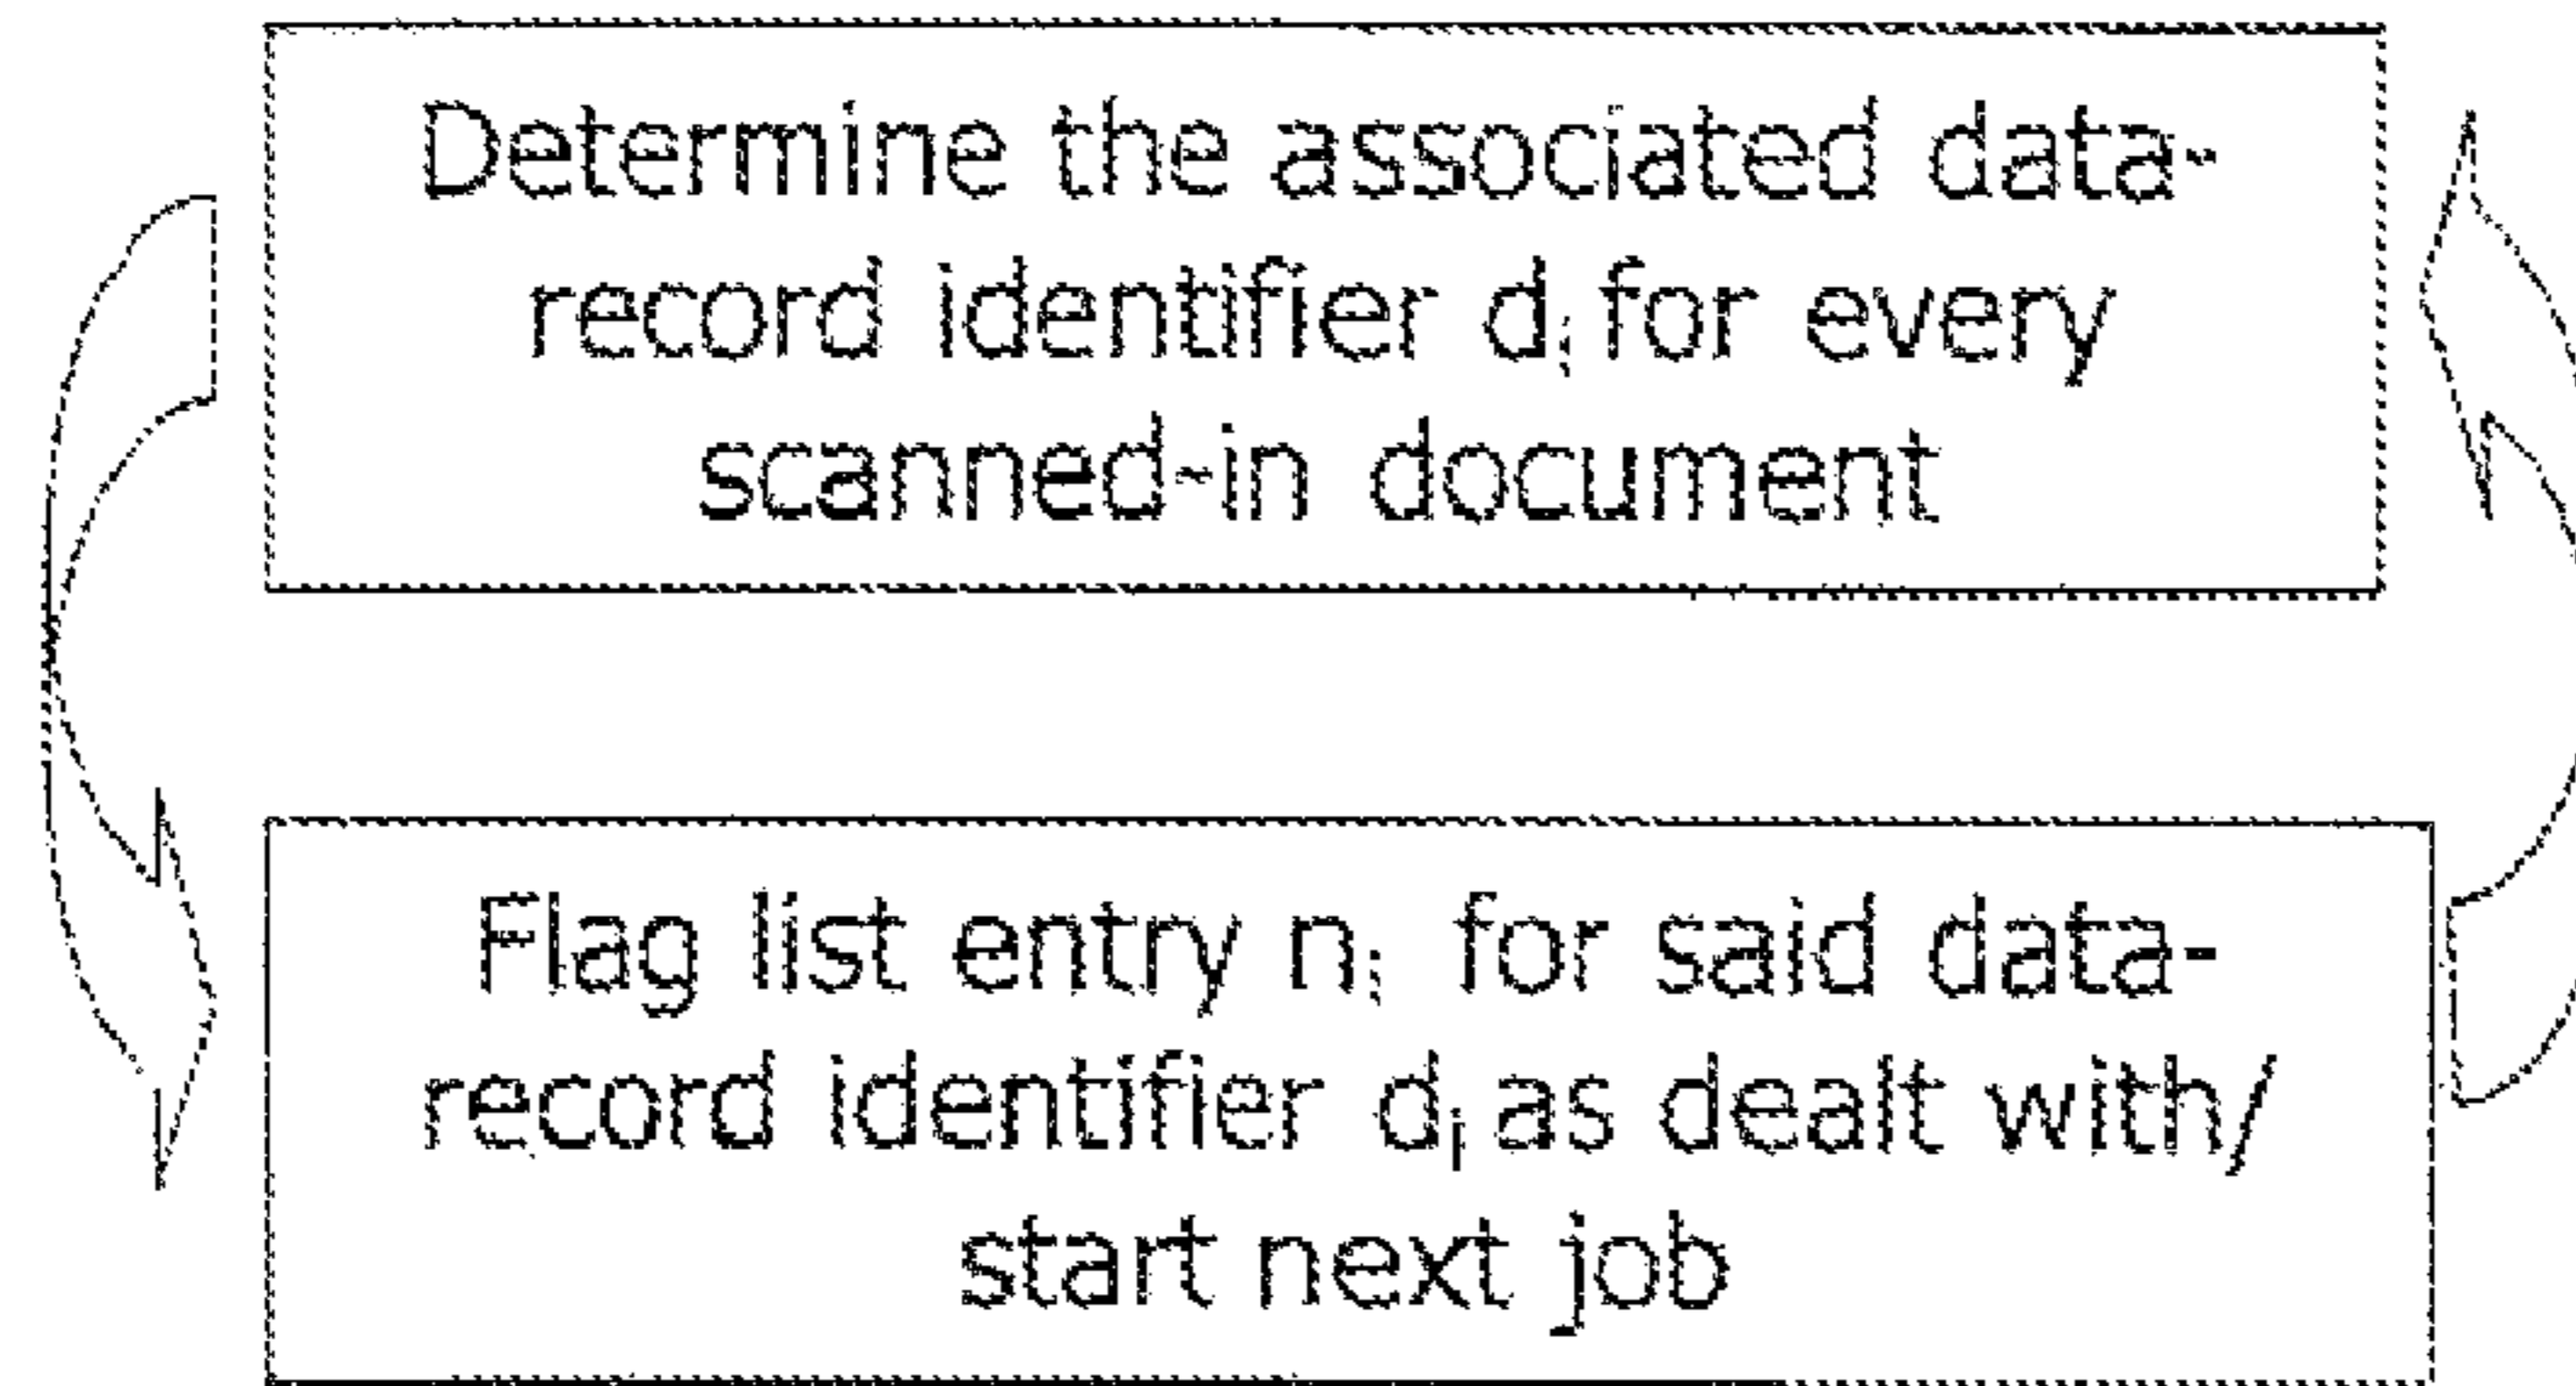 Determine the associated data-
record identifier dᵢ for every
scanned-in document
Flag list entry nᵢ for said data-
record identifier dᵢ as dealt with/
start next job